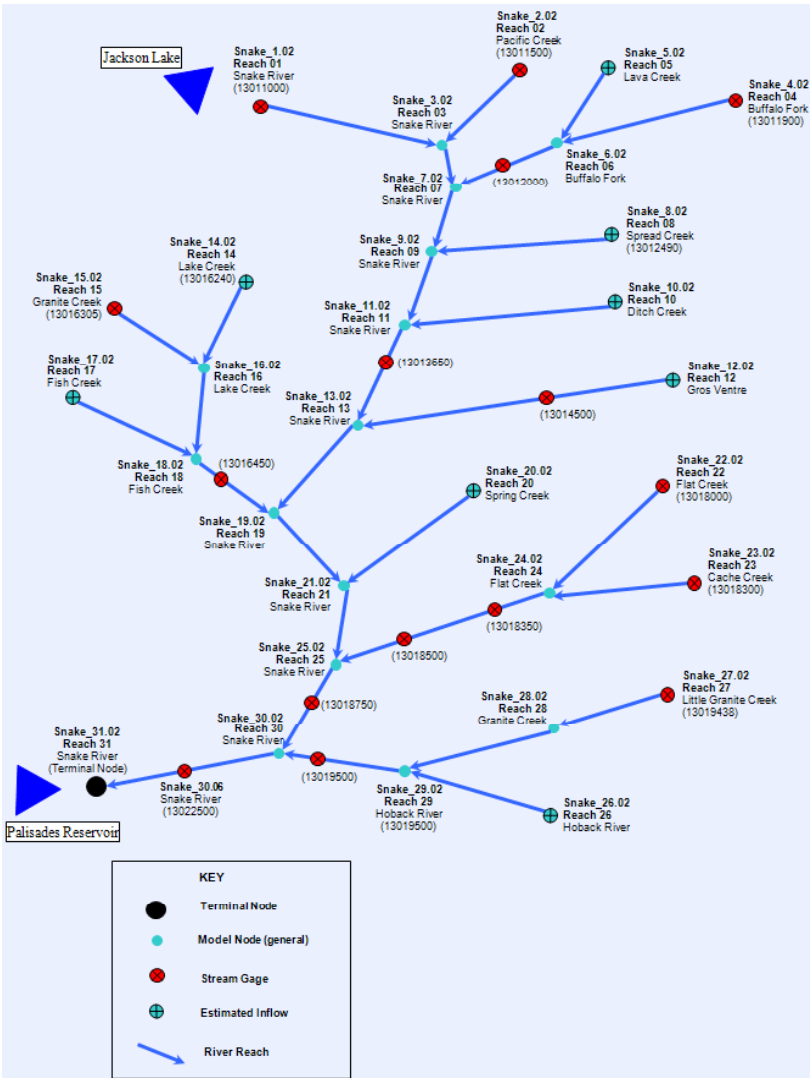 Jackson Lake
Snake_1.02
Reach 01
Snake River
(13011000)
Snake_2.02
Reach 02
Pacific Creek
(13011500)
Snake_5.02
Reach 05
Lava Creek
Snake_4.02
Reach 04
Buffalo Fork
(13011900)
Snake_3.02
Reach 03
Snake River
Snake_6.02
Reach 06
Buffalo Fork
(13012000)
Snake_7.02
Reach 07
Snake River
Snake_8.02
Reach 08
Spread Creek
(13012490)
Snake_9.02
Reach 09
Snake River
Snake_14.02
Reach 14
Lake Creek
(13016240)
Snake_15.02
Reach 15
Granite Creek
(13016305)
Snake_10.02
Reach 10
Ditch Creek
Snake_11.02
Reach 11
Snake River
(13013650)
Snake_17.02
Reach 17
Fish Creek
Snake_16.02
Reach 16
Lake Creek
Snake_12.02
Reach 12
Gros Ventre
(13014500)
Snake_13.02
Reach 13
Snake River
Snake_18.02
Reach 18
Fish Creek
(13016450)
Snake_20.02
Reach 20
Spring Creek
Snake_22.02
Reach 22
Flat Creek
(13018000)
Snake_19.02
Reach 19
Snake River
Snake_24.02
Reach 24
Flat Creek
Snake_23.02
Reach 23
Cache Creek
(13018300)
Snake_21.02
Reach 21
Snake River
(13018350)
(13018500)
Snake_25.02
Reach 25
Snake River
(13018750)
Snake_27.02
Reach 27
Little Granite Creek
(13019438)
Snake_28.02
Reach 28
Granite Creek
Snake_30.02
Reach 30
Snake River
Snake_31.02
Reach 31
Snake River
(Terminal Node)
(13019500)
Snake_30.06
Snake River
(13022500)
Snake_29.02
Reach 29
Hoback River
(13019500)
Snake_26.02
Reach 26
Hoback River
Palisades Reservoir
KEY
Terminal Node
Model Node (general)
Stream Gage
Estimated Inflow
River Reach